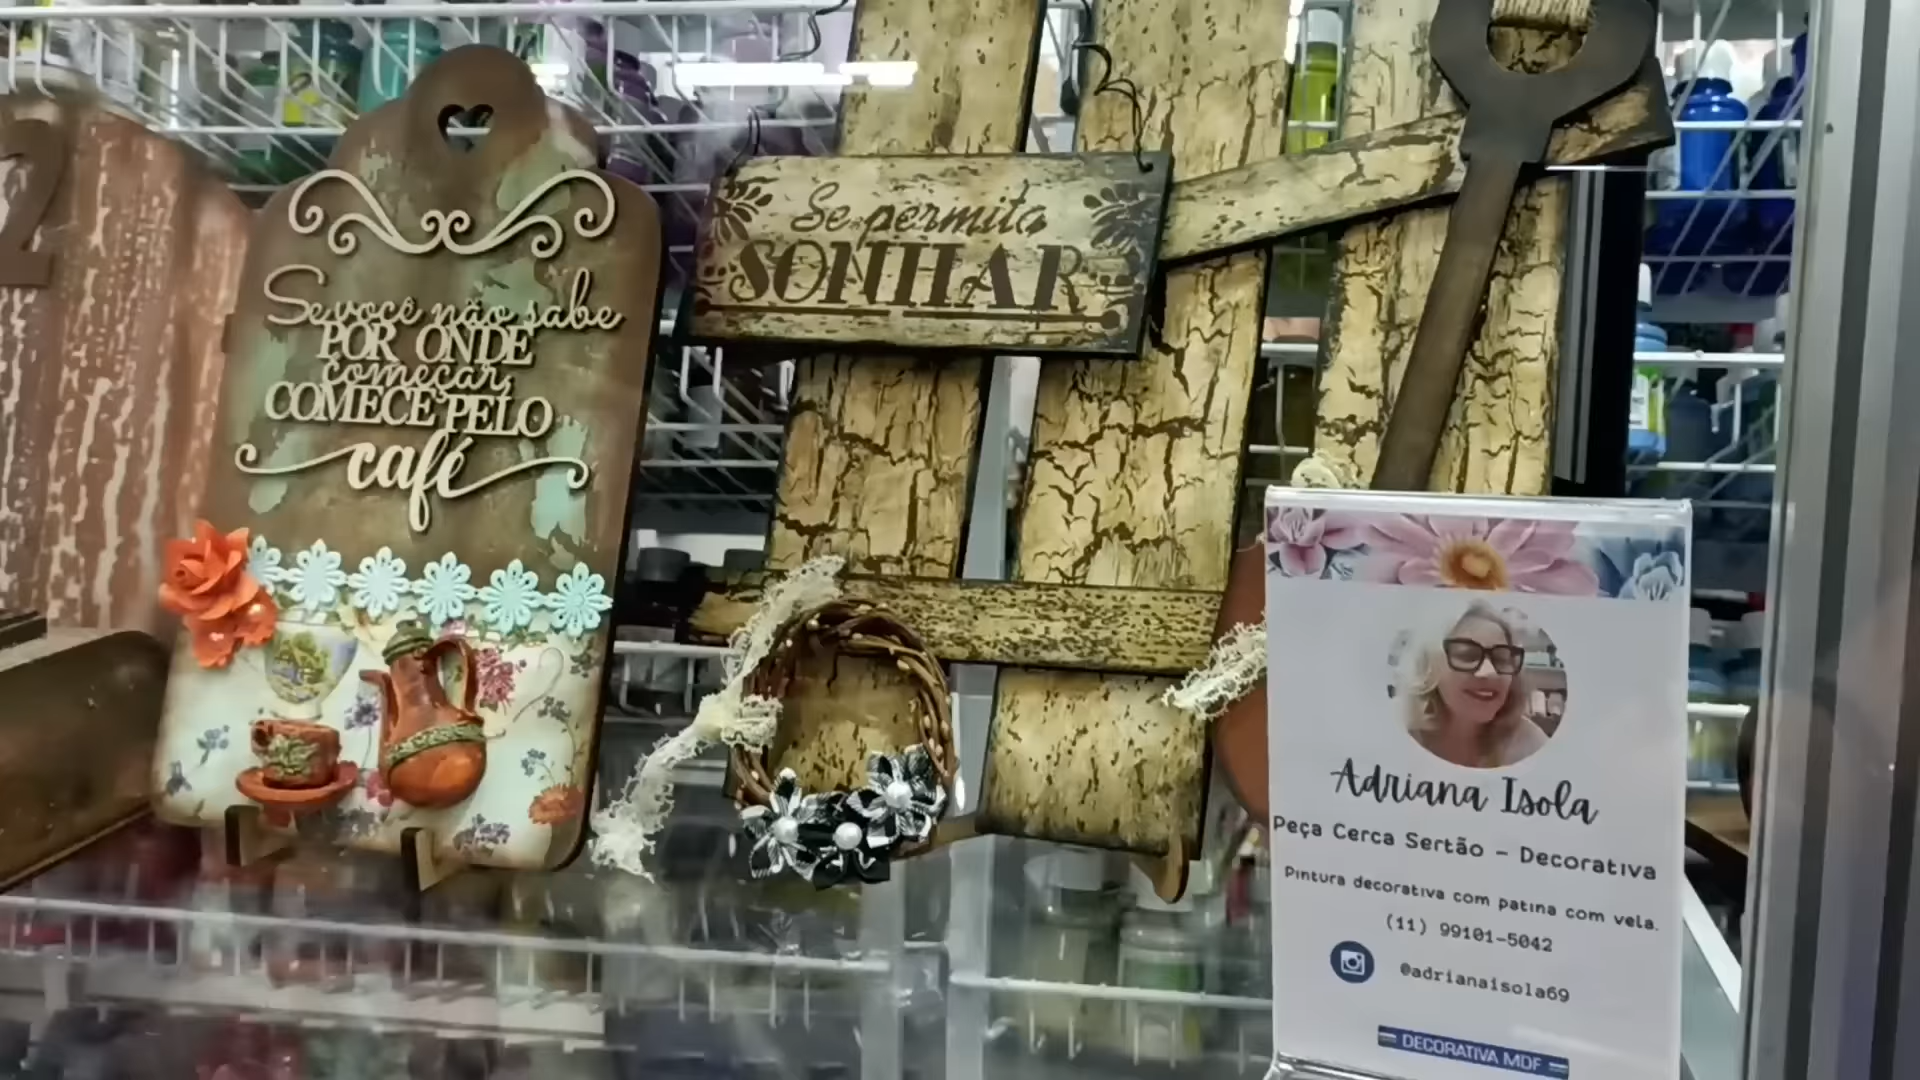 2
Se você não sabe
POR ONDE
começar,
COMECE PELO
café
Se permita
SONHAR
Adriana Isola
Peça Cerca Sertão - Decorativa
Pintura decorativa com patina com vela.
(11) 99101-5042
@adrianaisola69
DECORATIVA MDF